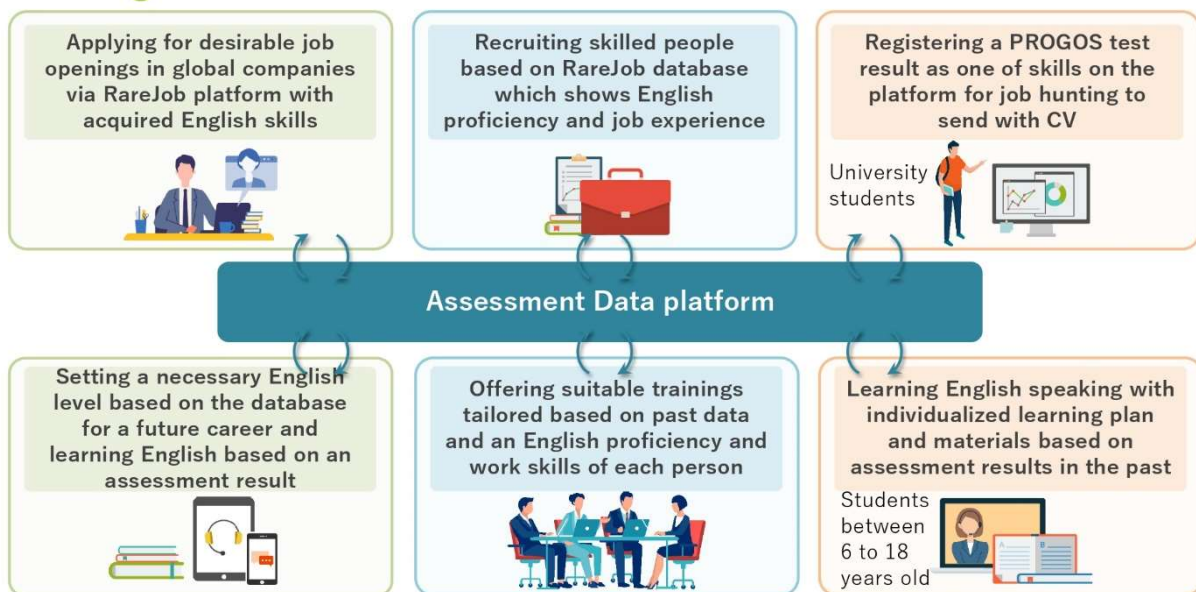 Applying for desirable job
openings in global companies
via RareJob platform with
acquired English skills
Recruiting skilled people
based on RareJob database
which shows English
proficiency and job experience
Registering a PROGOS test
result as one of skills on the
platform for job hunting to
send with CV
University
students
Assessment Data platform
Setting a necessary English
level based on the database
for a future career and
learning English based on an
assessment result
Offering suitable trainings
tailored based on past data
and an English proficiency and
work skills of each person
Learning English speaking with
individualized learning plan
and materials based on
assessment results in the past
Students
between
6 to 18
years old